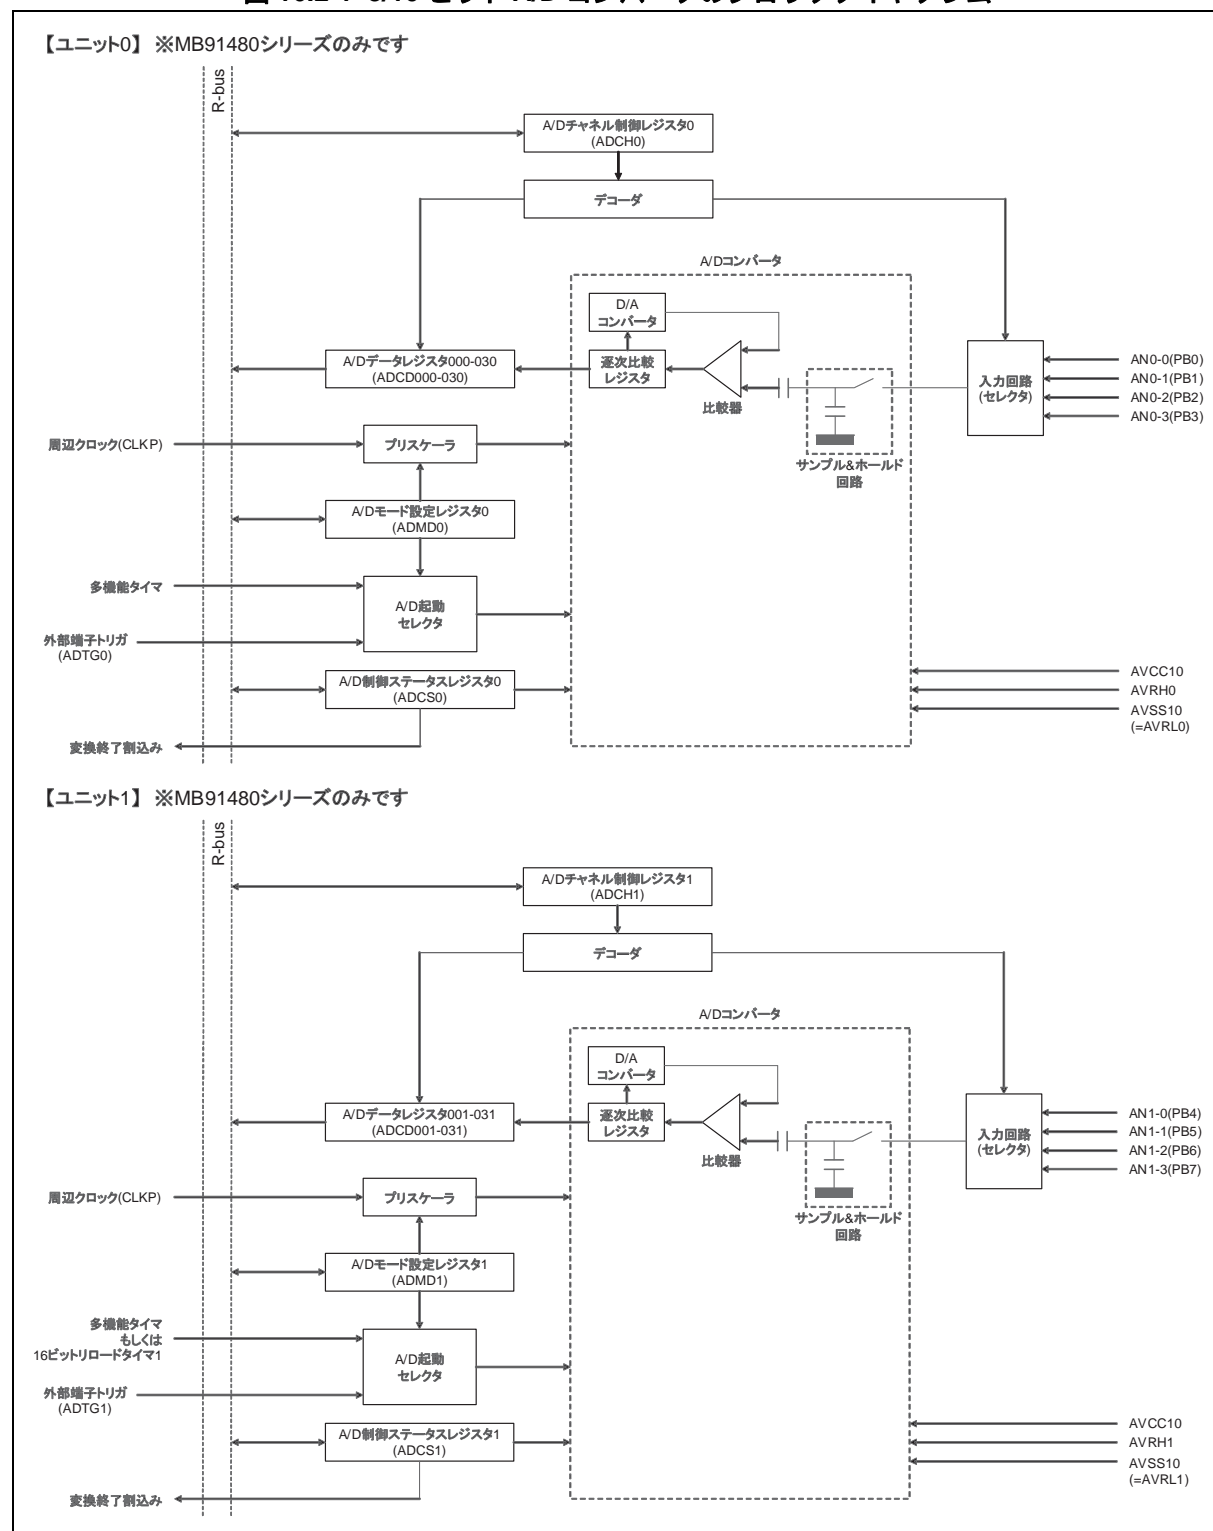 【ユニット0】 ※MB91480シリーズのみです
R-bus
A/Dチャネル制御レジスタ0
(ADCH0)
デコーダ
A/Dコンバータ
D/A
コンバータ
A/Dデータレジスタ000-030
(ADCD000-030)
逐次比較
レジスタ
比較器
サンプル&ホールド
回路
入力回路
(セレクタ)
AN0-0(PB0)
AN0-1(PB1)
AN0-2(PB2)
AN0-3(PB3)
周辺クロック(CLKP)
プリスケーラ
A/Dモード設定レジスタ0
(ADMD0)
多機能タイマ
A/D起動
セレクタ
外部端子トリガ
(ADTG0)
A/D制御ステータスレジスタ0
(ADCS0)
AVCC10
AVRH0
AVSS10
(=AVRL0)
変換終了割込み
【ユニット1】 ※MB91480シリーズのみです
R-bus
A/Dチャネル制御レジスタ1
(ADCH1)
デコーダ
A/Dコンバータ
D/A
コンバータ
A/Dデータレジスタ001-031
(ADCD001-031)
逐次比較
レジスタ
比較器
サンプル&ホールド
回路
入力回路
(セレクタ)
AN1-0(PB4)
AN1-1(PB5)
AN1-2(PB6)
AN1-3(PB7)
周辺クロック(CLKP)
プリスケーラ
A/Dモード設定レジスタ1
(ADMD1)
多機能タイマ
もしくは
16ビットリロードタイマ1
A/D起動
セレクタ
外部端子トリガ
(ADTG1)
A/D制御ステータスレジスタ1
(ADCS1)
AVCC10
AVRH1
AVSS10
(=AVRL1)
変換終了割込み